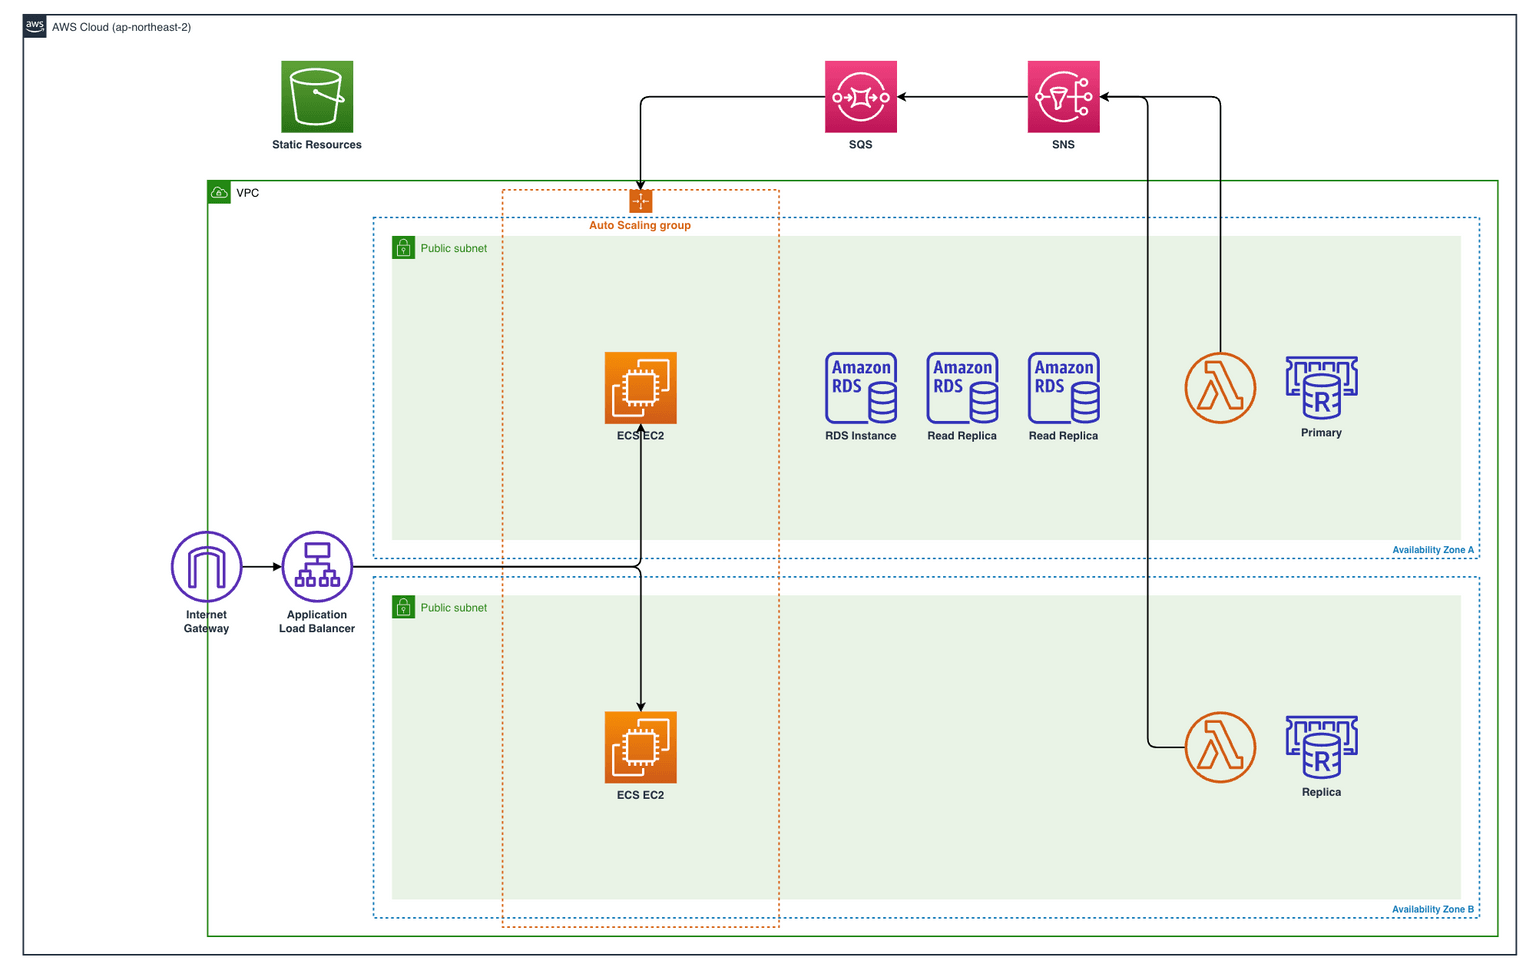 aws
AWS Cloud (ap-northeast-2)
Static Resources
SQS
SNS
VPC
Auto Scaling group
Public subnet
Amazon
RDS
Amazon
RDS
Amazon
RDS
R
ECS EC2
RDS Instance
Read Replica
Read Replica
Primary
Availability Zone A
Internet
Gateway
Application
Load Balancer
Public subnet
R
ECS EC2
Replica
Availability Zone B